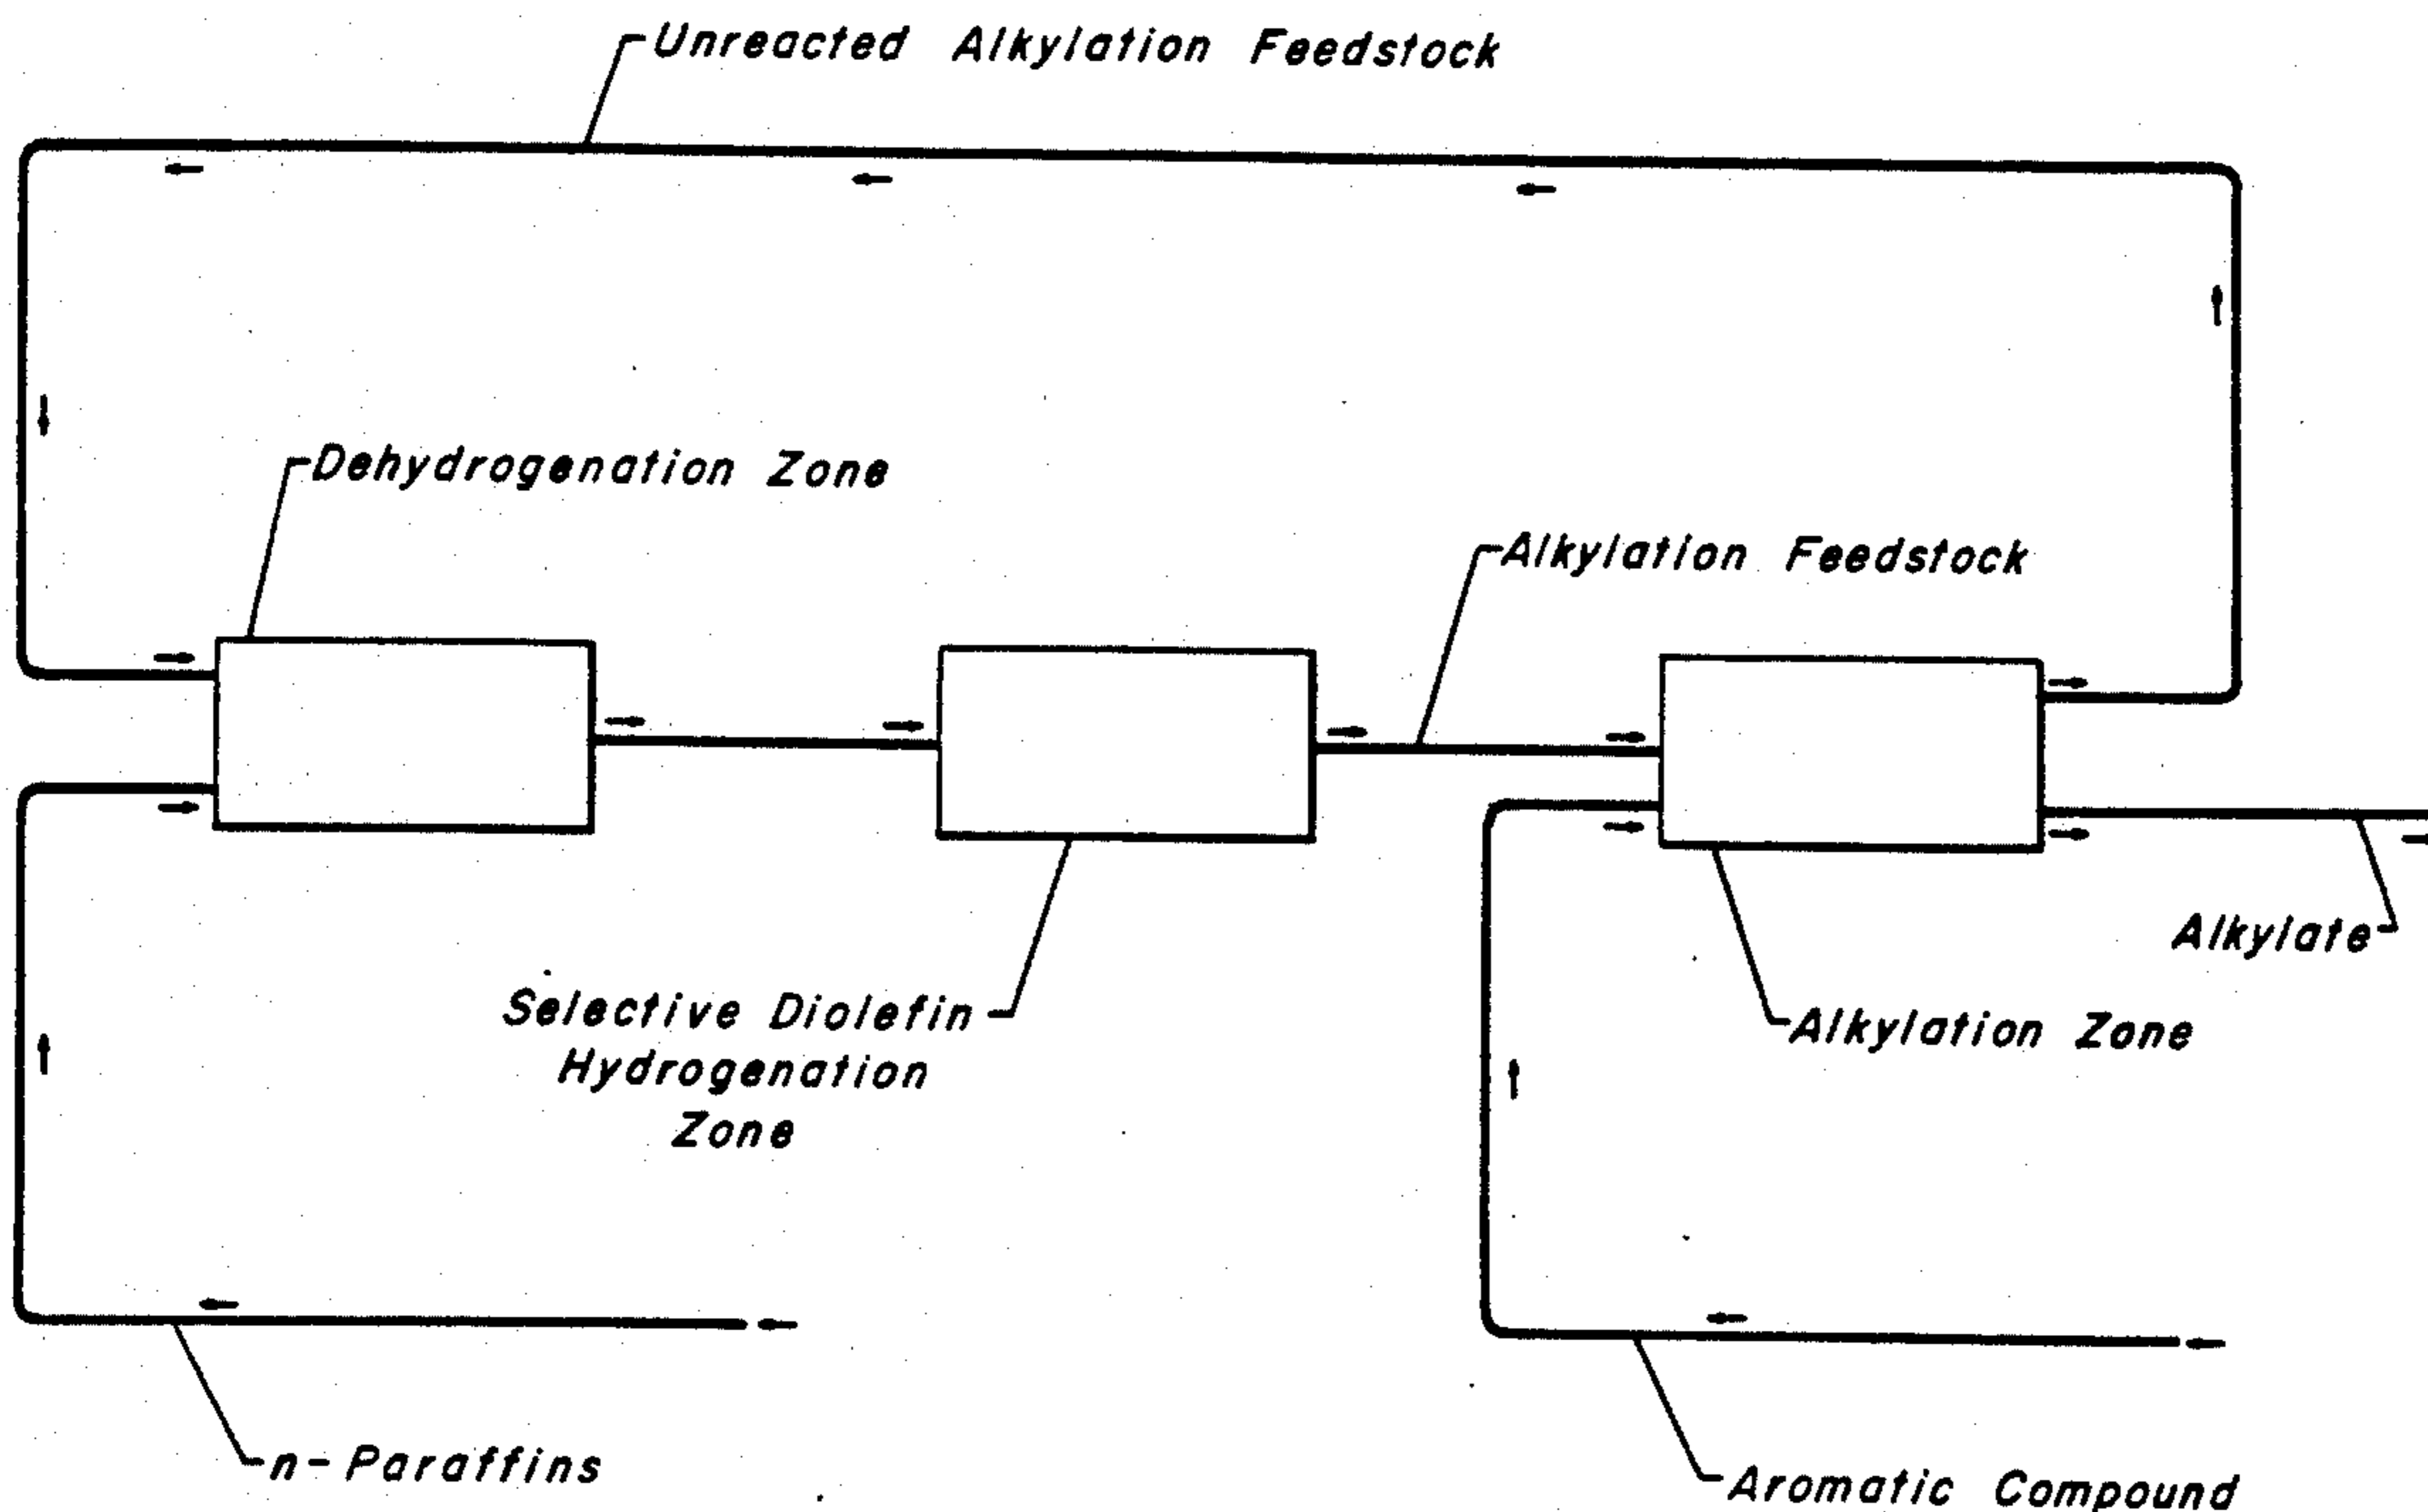 Unreacted Alkylation Feedstock
Dehydrogenation Zone
Alkylation Feedstock
Alkylate
Selective Diolefin
Hydrogenation
Zone
Alkylation Zone
n-Paraffins
Aromatic Compound